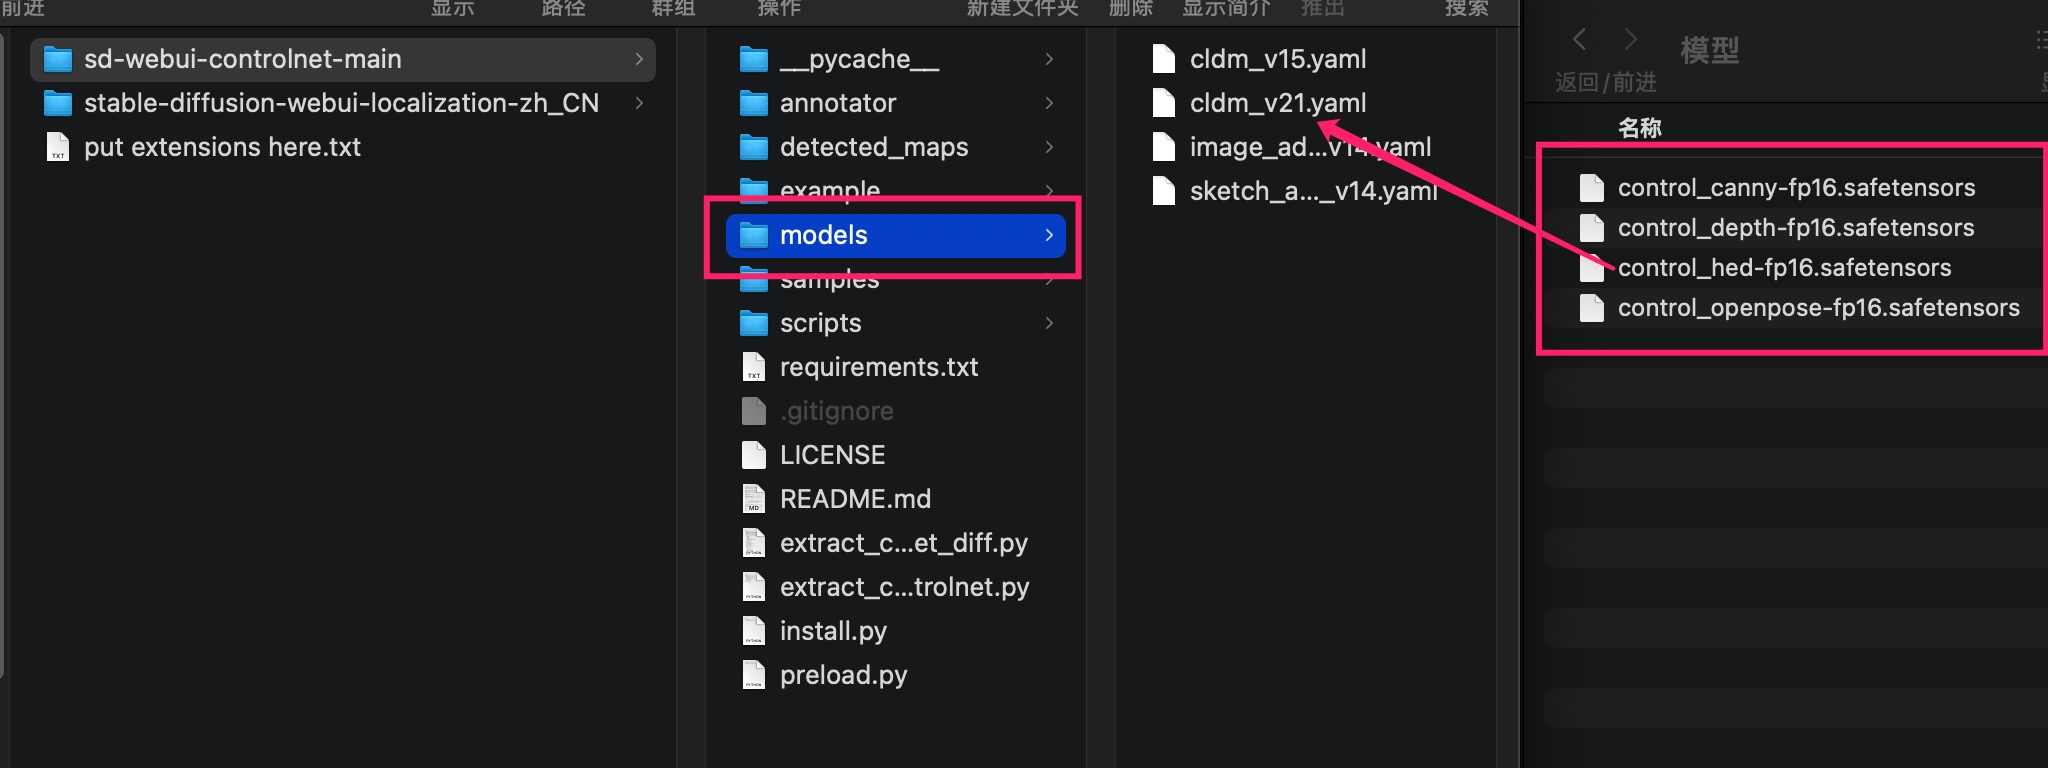 前进
显示
路径
群组
操作
新建文件夹
删除
显示简介
推出
搜索
sd-webui-controlnet-main
stable-diffusion-webui-localization-zh_CN
put extensions here.txt
__pycache__
annotator
detected_maps
example
models
samples
scripts
requirements.txt
.gitignore
LICENSE
README.md
extract_c...et_diff.py
extract_c...trolnet.py
install.py
preload.py
cldm_v15.yaml
cldm_v21.yaml
image_ad...v14.yaml
sketch_a..._v14.yaml
模型
返回/前进
名称
control_canny-fp16.safetensors
control_depth-fp16.safetensors
control_hed-fp16.safetensors
control_openpose-fp16.safetensors